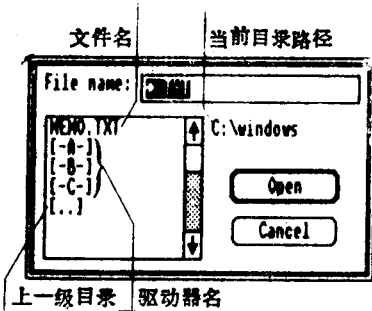 文件名 当前目录路径
File name:
MEMO.TXT C:\windows
[-A-]
[-B-]
[-C-] Open
[..]
Cancel
上一级目录 驱动器名